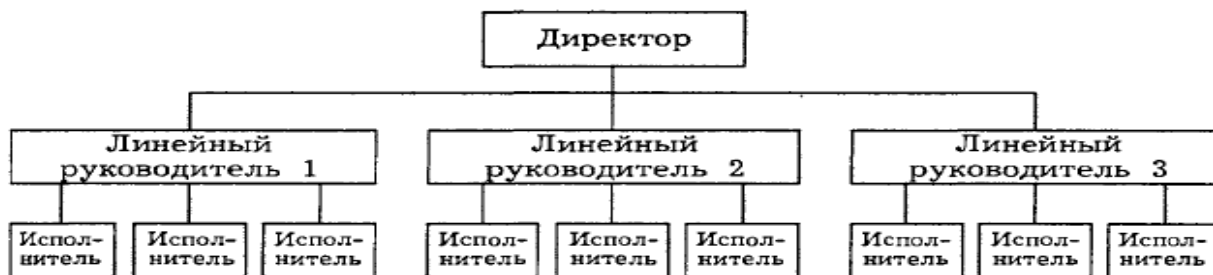 Директор
Линейный
руководитель 1
Линейный
руководитель 2
Линейный
руководитель 3
Испол-
нитель
Испол-
нитель
Испол-
нитель
Испол-
нитель
Испол-
нитель
Испол-
нитель
Испол-
нитель
Испол-
нитель
Испол-
нитель